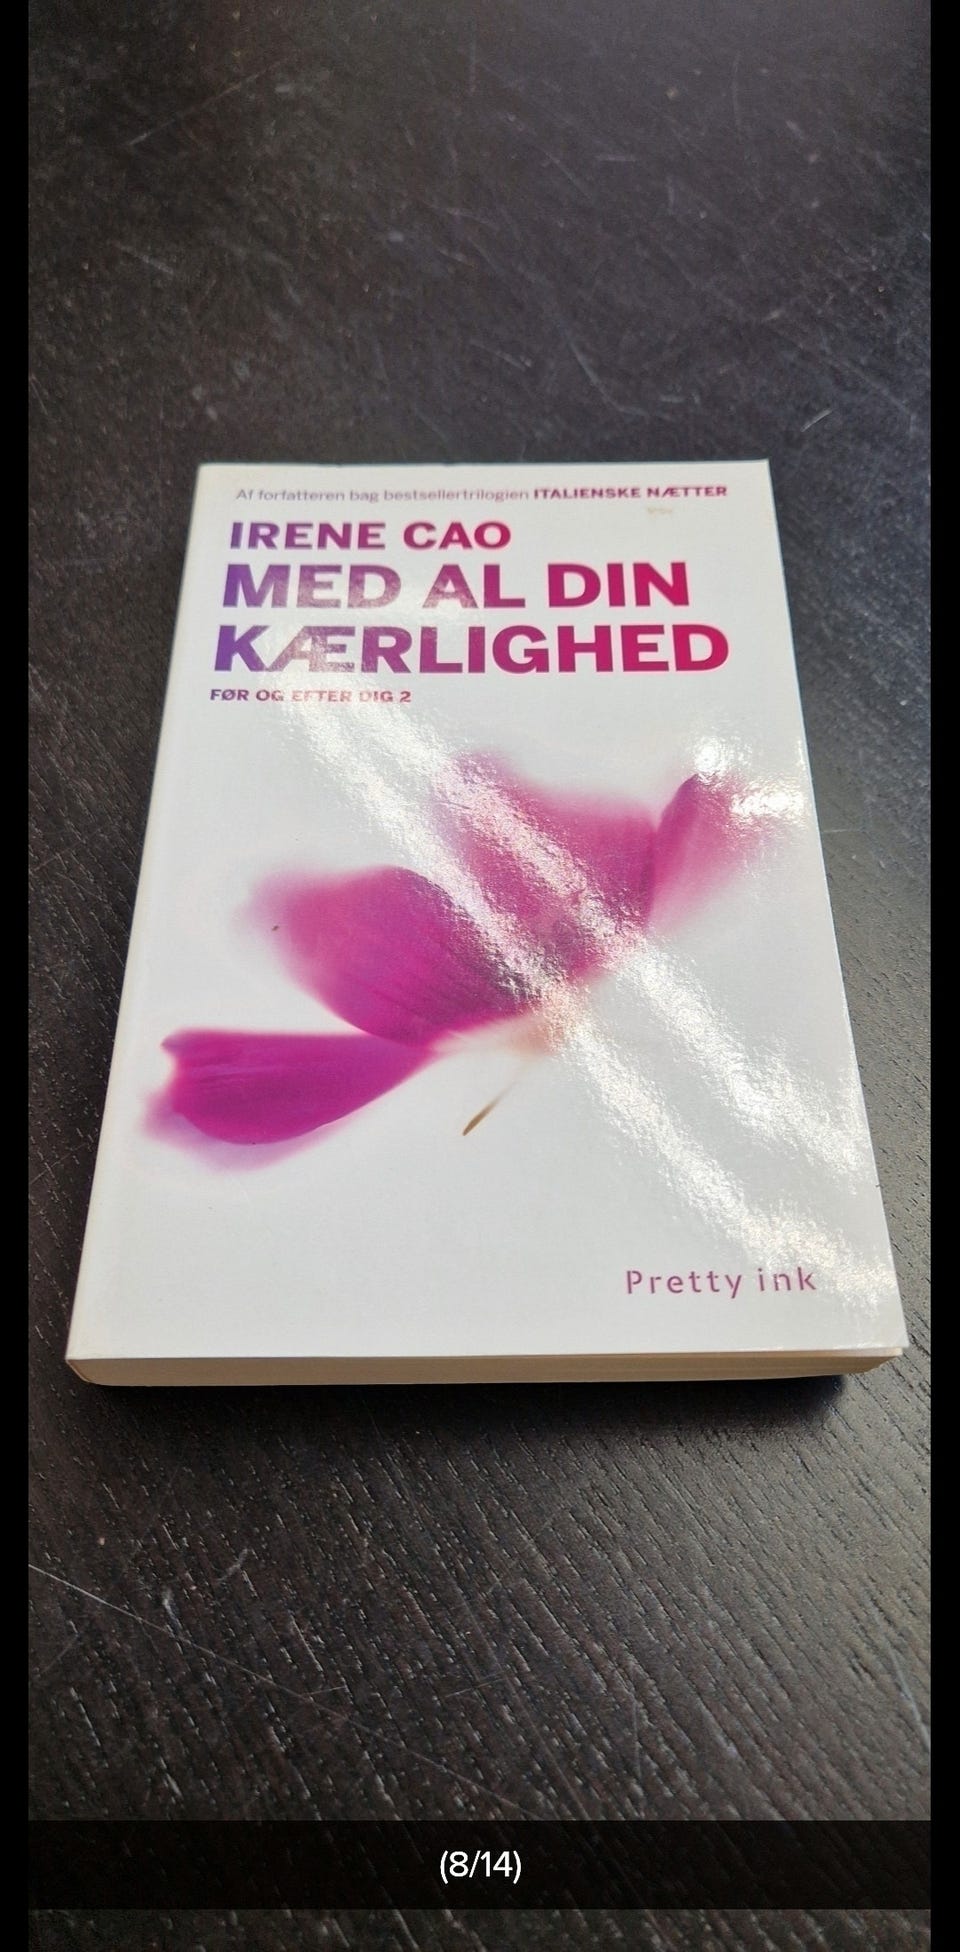 Af forfatteren bag bestsellertrilogien ITALIENSKE NÆTTER
IRENE CAO
MED AL DIN
KÆRLIGHED
FØR OG EFTER DIG 2
Pretty ink
(8/14)